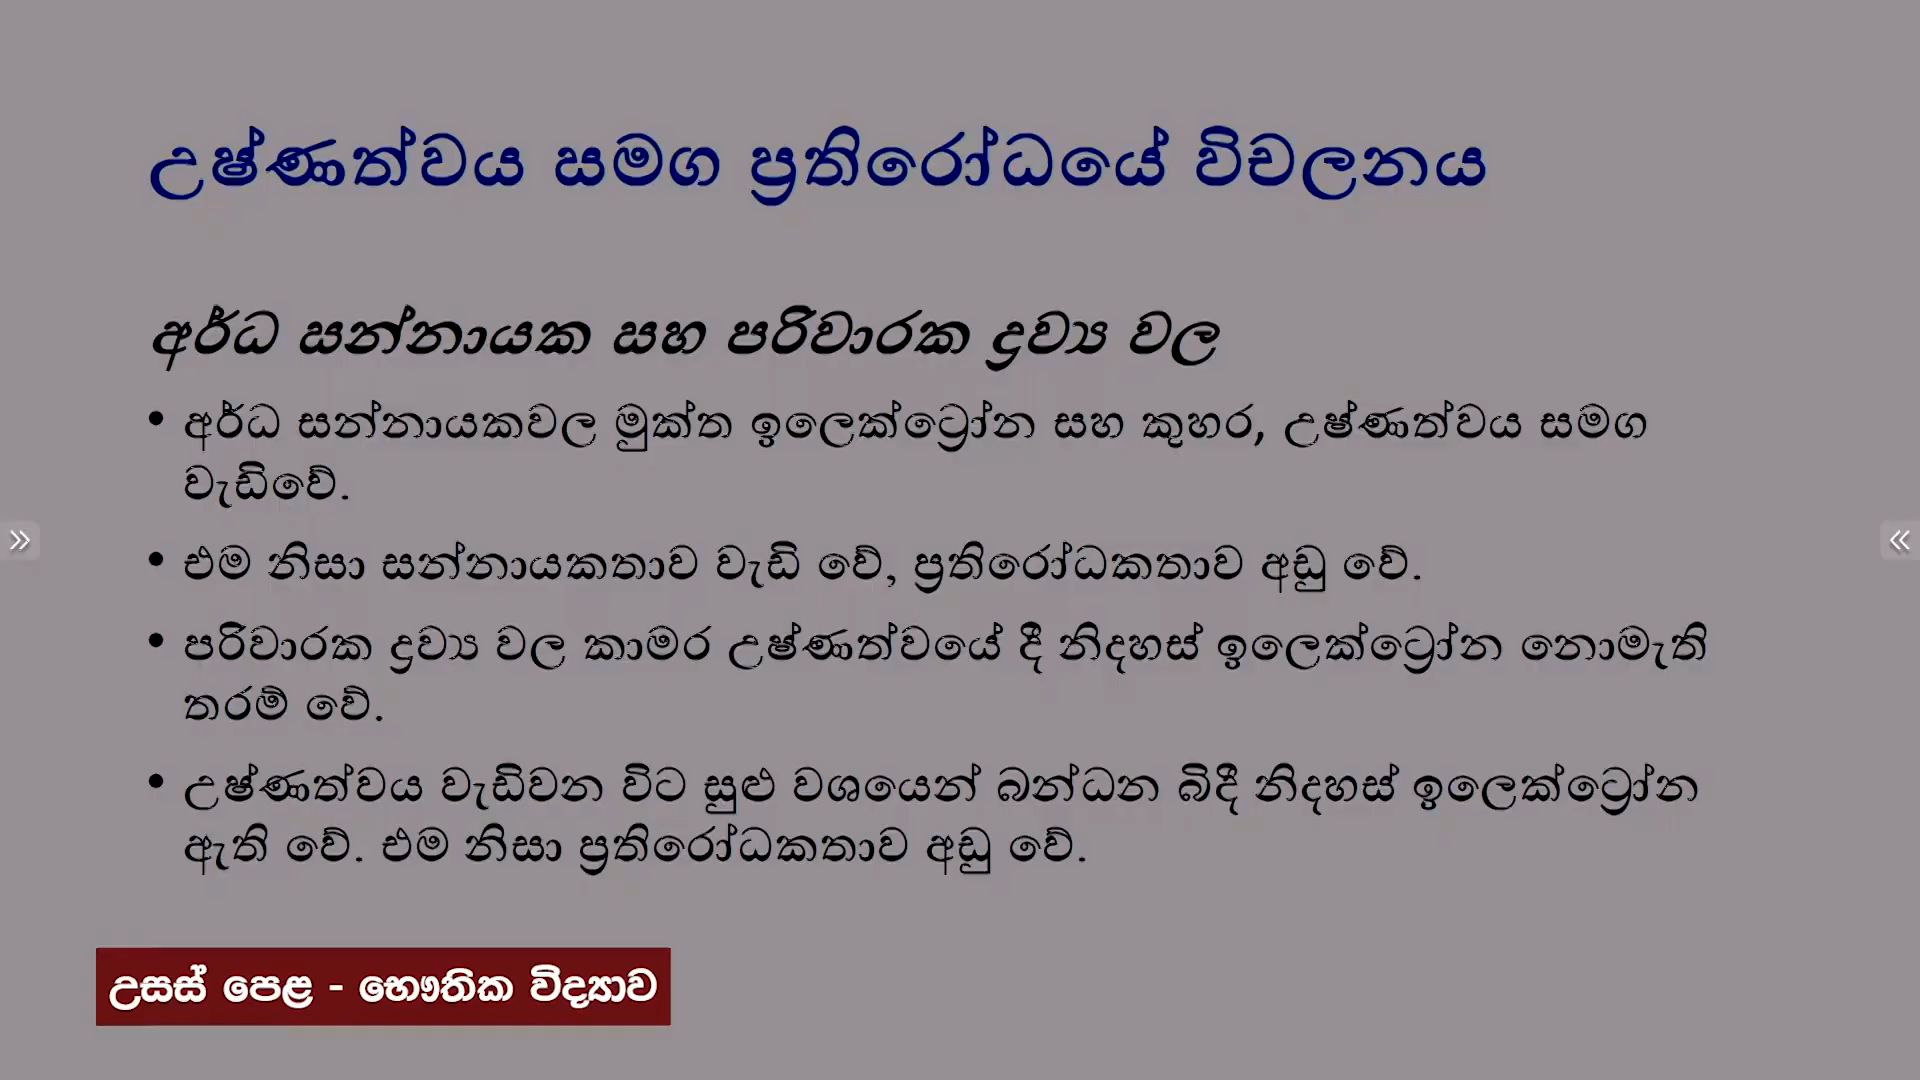 උෂ්ණත්වය සමග ප්‍රතිරෝධයේ විචලනය
අර්ධ සන්නායක සහ පරිවාරක ද්‍රව්‍ය වල
• අර්ධ සන්නායකවල මුක්ත ඉලෙක්ට්‍රෝන සහ කුහර, උෂ්ණත්වය සමග
වැඩිවේ.
• එම නිසා සන්නායකතාව වැඩි වේ, ප්‍රතිරෝධකතාව අඩු වේ.
• පරිවාරක ද්‍රව්‍ය වල කාමර උෂ්ණත්වයේ දී නිදහස් ඉලෙක්ට්‍රෝන නොමැති
තරම් වේ.
• උෂ්ණත්වය වැඩිවන විට සුළු වශයෙන් බන්ධන බිදී නිදහස් ඉලෙක්ට්‍රෝන
ඇති වේ. එම නිසා ප්‍රතිරෝධකතාව අඩු වේ.
උසස් පෙළ - භෞතික විද්‍යාව